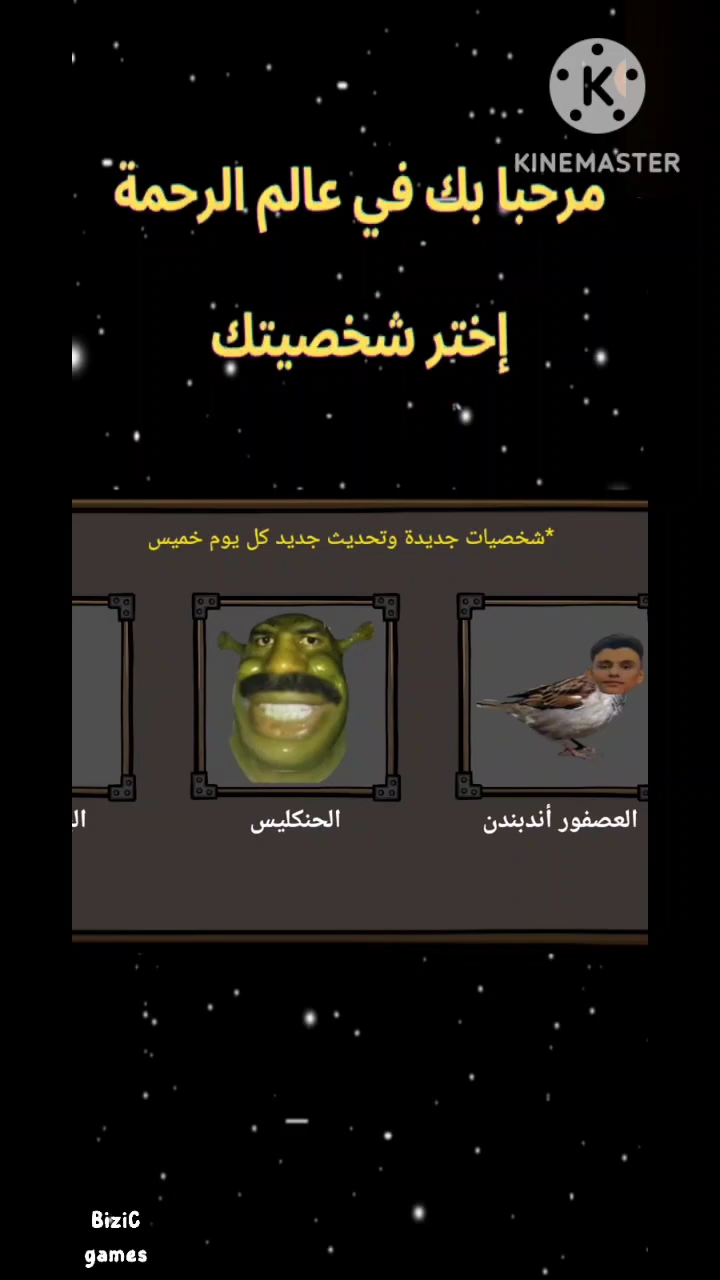 KINEMASTER
مرحبا بك في عالم الرحمة
إختر شخصيتك
*شخصيات جديدة وتحديث جديد كل يوم خميس
العصفور أندبندن
الحنكليس
BiziC
games